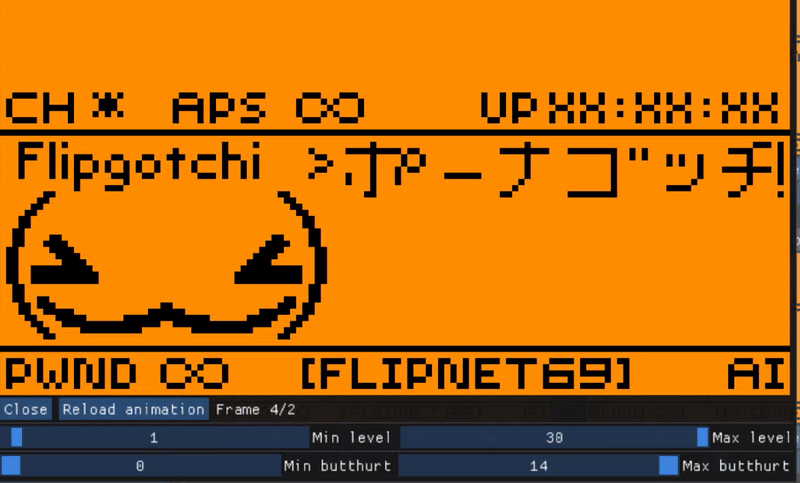 CH * APS ∞ UP XX:XX:XX
Flipgotchi >ポーナゴッチ!
PWND ∞ [FLIPNET69] AI
Close Reload animation Frame 4/2
1 Min level 30 Max level
0 Min butthurt 14 Max butthurt